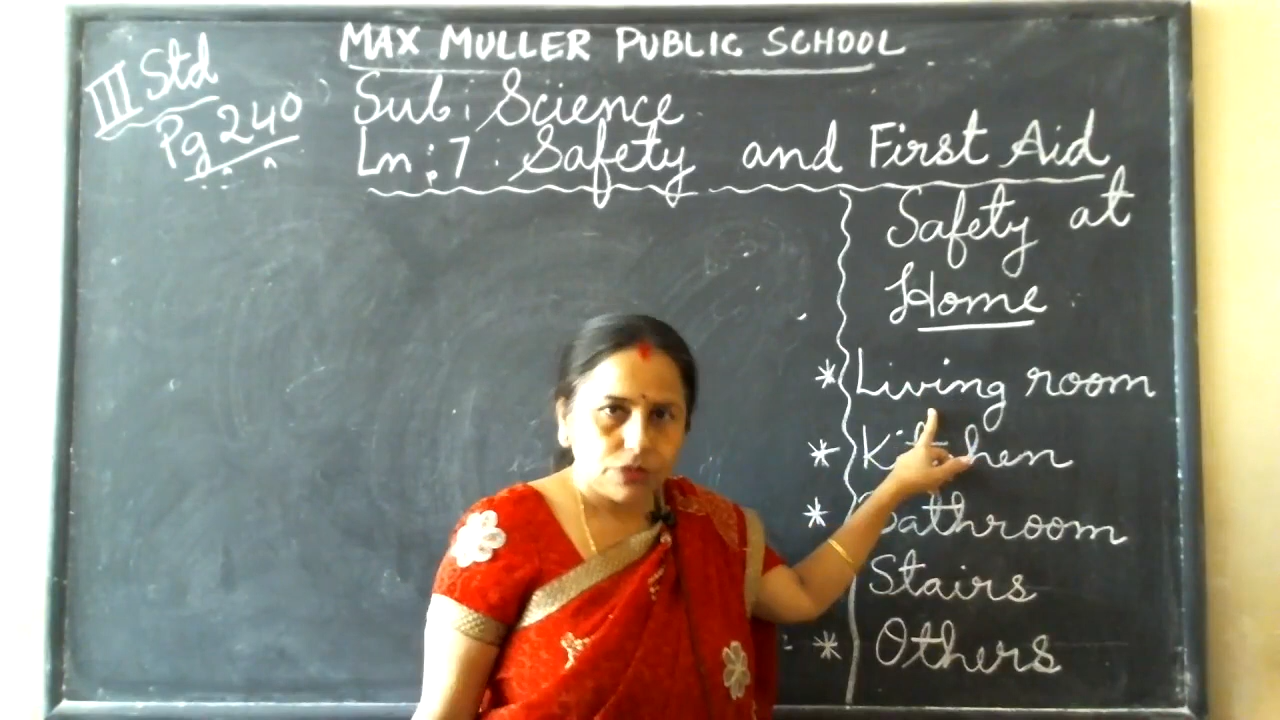 MAX MULLER PUBLIC SCHOOL
III Std
Pg 240
Sub: Science
Ln: 7: Safety and First Aid
Safety at
Home
* Living room
* Kitchen
* Bathroom
Stairs
* Others